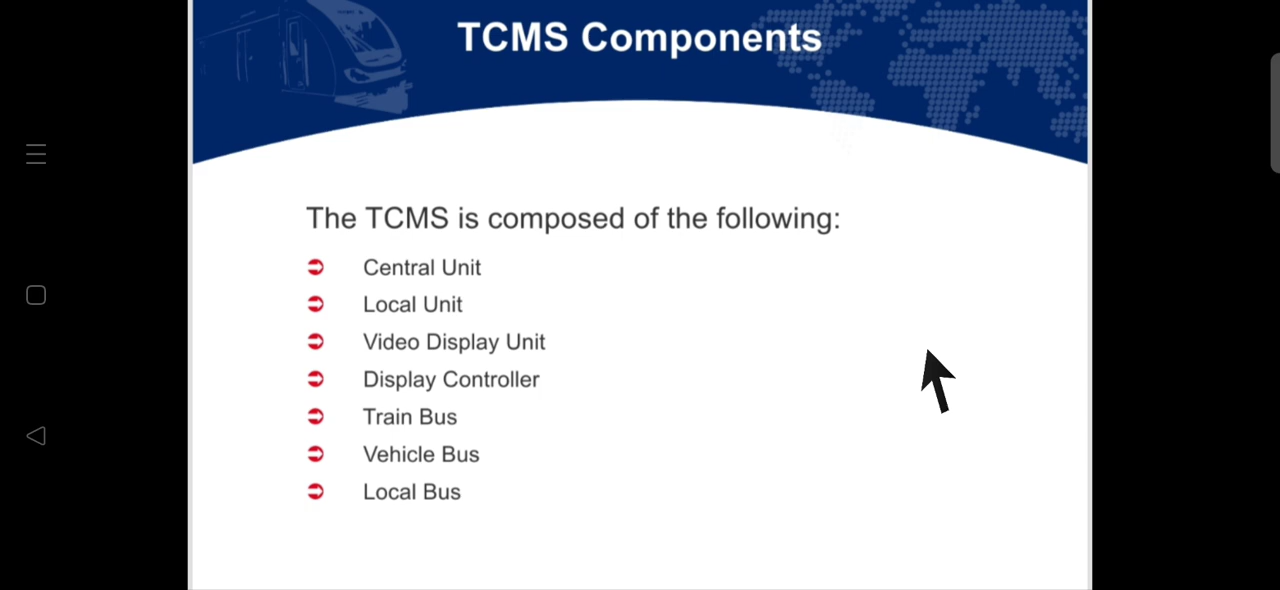 TCMS Components
The TCMS is composed of the following:
Central Unit
Local Unit
Video Display Unit
Display Controller
Train Bus
Vehicle Bus
Local Bus